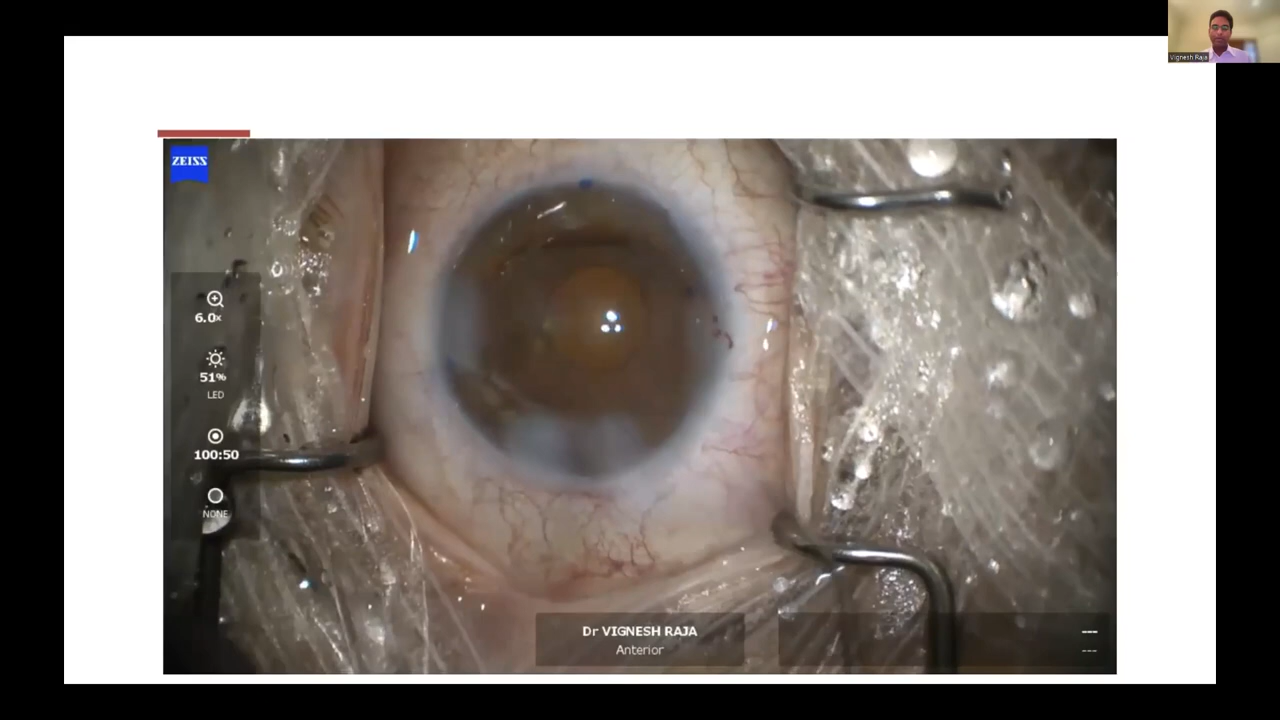 Vignesh Raja
ZEISS
6.0x
51%
LED
100:50
NONE
Dr VIGNESH RAJA
Anterior
---
---